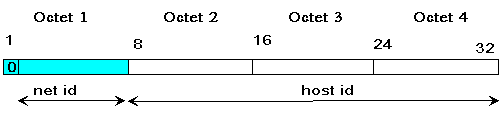 Octet 1 Octet 2 Octet 3 Octet 4
1 8 16 24 32
0
net id host id